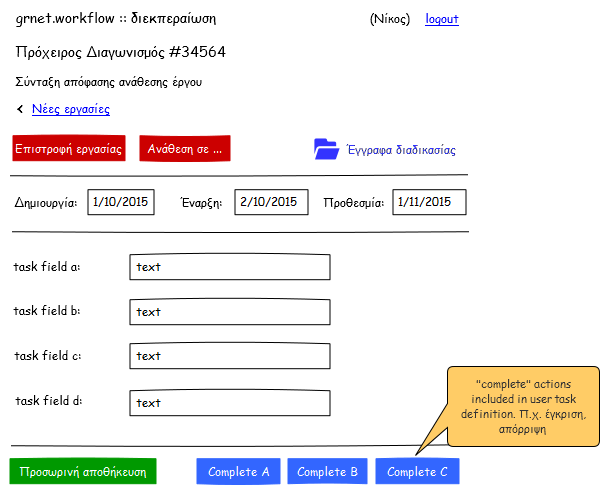 grnet.workflow :: διεκπεραίωση (Νίκος) logout
Πρόχειρος Διαγωνισμός #34564
Σύνταξη απόφασης ανάθεσης έργου
< Νέες εργασίες
Επιστροφή εργασίας Ανάθεση σε ... Έγγραφα διαδικασίας
Δημιουργία: 1/10/2015 Έναρξη: 2/10/2015 Προθεσμία: 1/11/2015
task field a: text
task field b: text
task field c: text
task field d: text
"complete" actions
included in user task
definition. Π.χ. έγκριση,
απόρριψη
Προσωρινή αποθήκευση Complete A Complete B Complete C